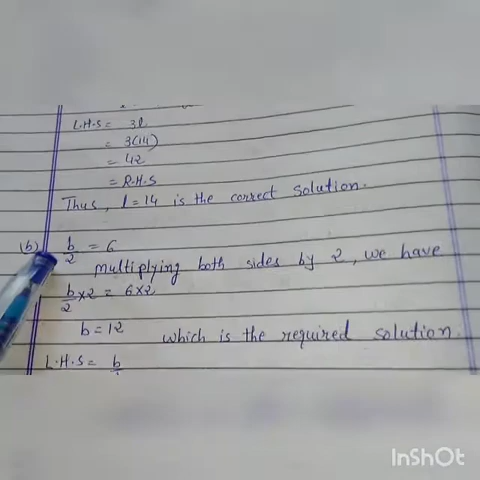 L.H.S = 3l
= 3(14)
= 42
= R.H.S
Thus, l = 14 is the correct solution.
(b) b/2 = 6
multiplying both sides by 2, we have
b/2 × 2 = 6 × 2
b = 12 which is the required solution.
L.H.S = b
InShOt